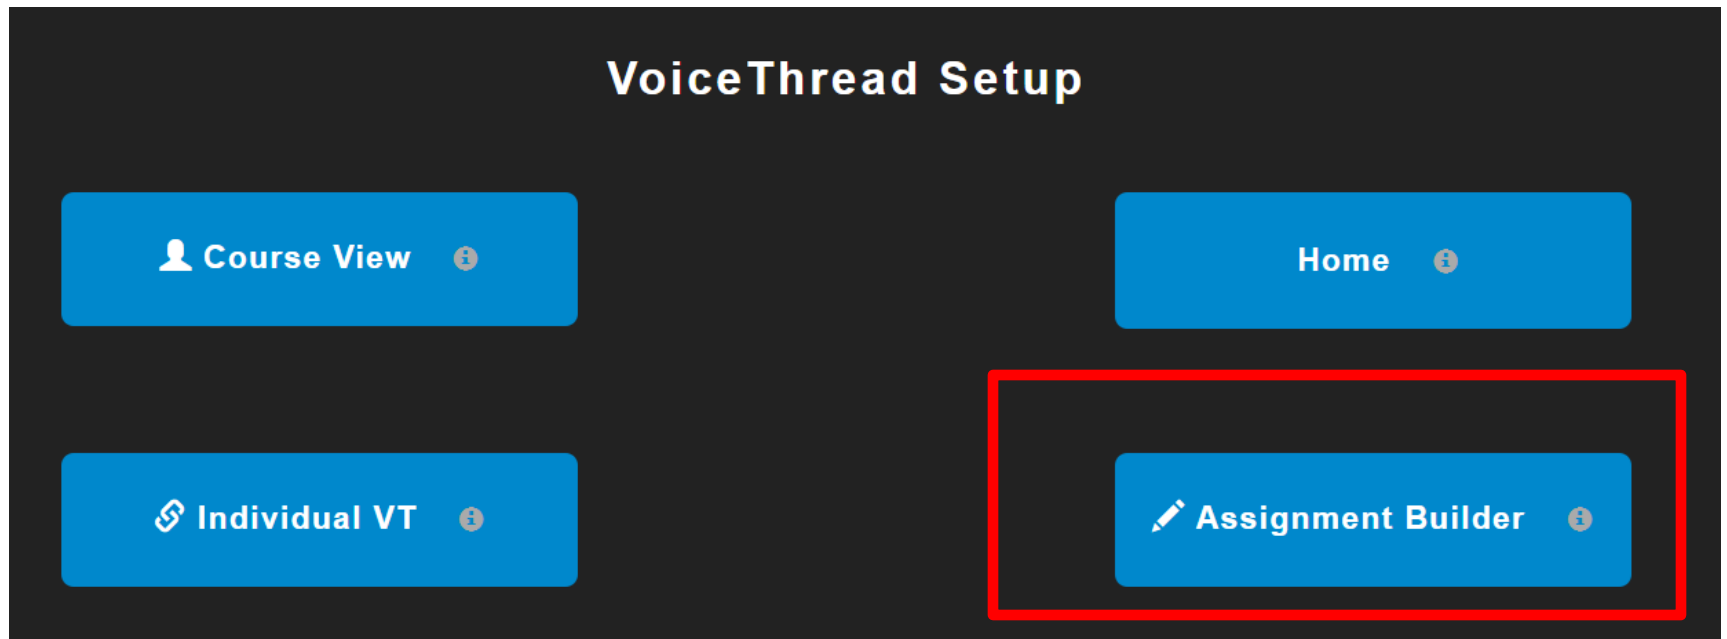 VoiceThread Setup
Course View
Home
Individual VT
Assignment Builder